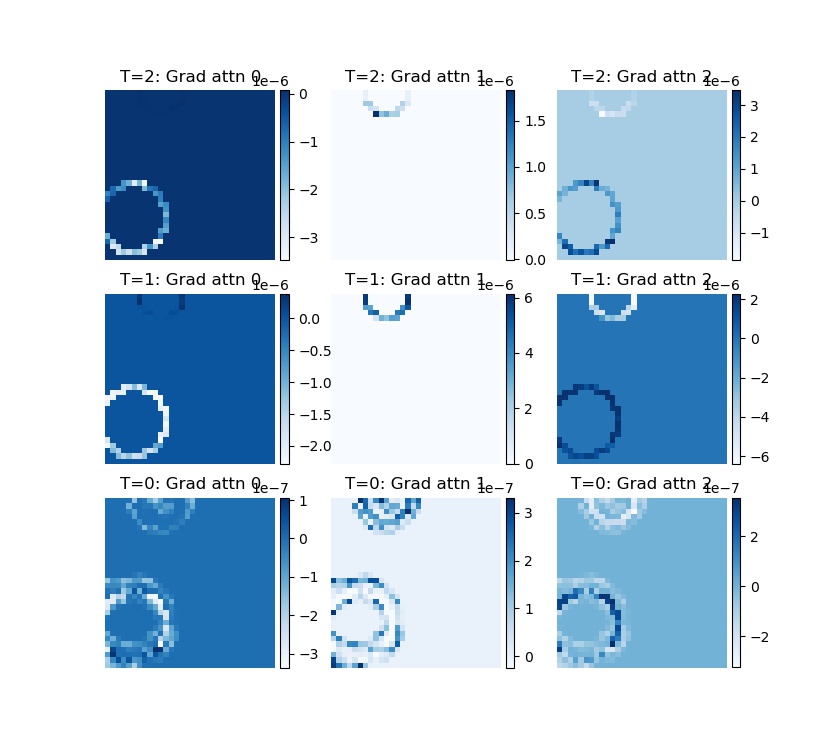 T=2: Grad attn 0
1e−6
T=2: Grad attn 1
1e−6
T=2: Grad attn 2
1e−6
0
−1
−2
−3
1.5
1.0
0.5
0.0
3
2
1
0
−1
T=1: Grad attn 0
1e−6
T=1: Grad attn 1
1e−6
T=1: Grad attn 2
1e−6
0.0
−0.5
−1.0
−1.5
−2.0
6
4
2
0
2
0
−2
−4
−6
T=0: Grad attn 0
1e−7
T=0: Grad attn 1
1e−7
T=0: Grad attn 2
1e−7
1
0
−1
−2
−3
3
2
1
0
2
0
−2